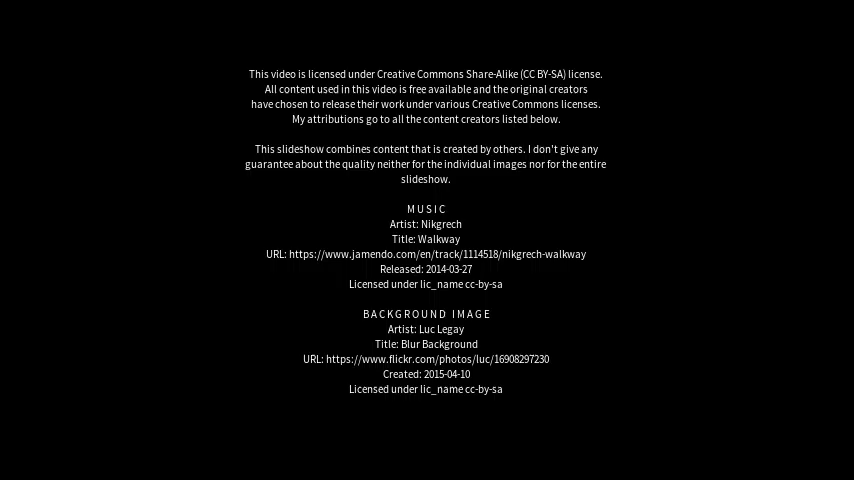 This video is licensed under Creative Commons Share-Alike (CC BY-SA) license.
All content used in this video is free available and the original creators
have chosen to release their work under various Creative Commons licenses.
My attributions go to all the content creators listed below.
This slideshow combines content that is created by others. I don't give any
guarantee about the quality neither for the individual images nor for the entire
slideshow.
MUSIC
Artist: Nikgrech
Title: Walkway
URL: https://www.jamendo.com/en/track/1114518/nikgrech-walkway
Released: 2014-03-27
Licensed under lic_name cc-by-sa
BACKGROUND IMAGE
Artist: Luc Legay
Title: Blur Background
URL: https://www.flickr.com/photos/luc/16908297230
Created: 2015-04-10
Licensed under lic_name cc-by-sa